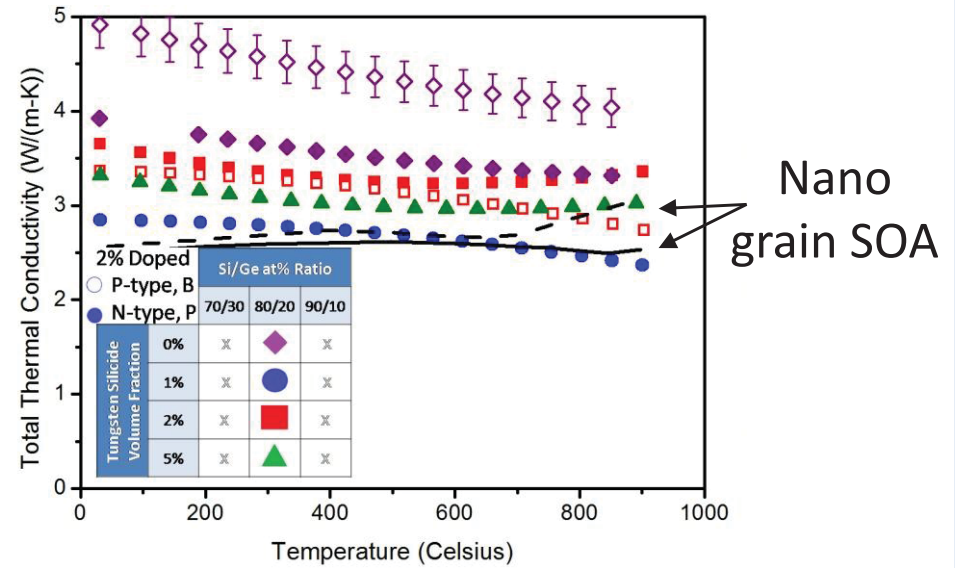 5
4
3
2
1
0
0 200 400 600 800 1000
Total Thermal Conductivity (W/(m-K))
Temperature (Celsius)
Nano
grain SOA
2% Doped
P-type, B
N-type, P
Si/Ge at% Ratio
70/30 80/20 90/10
Tungsten Silicide
Volume Fraction
0% x x
1% x x
2% x x
5% x x